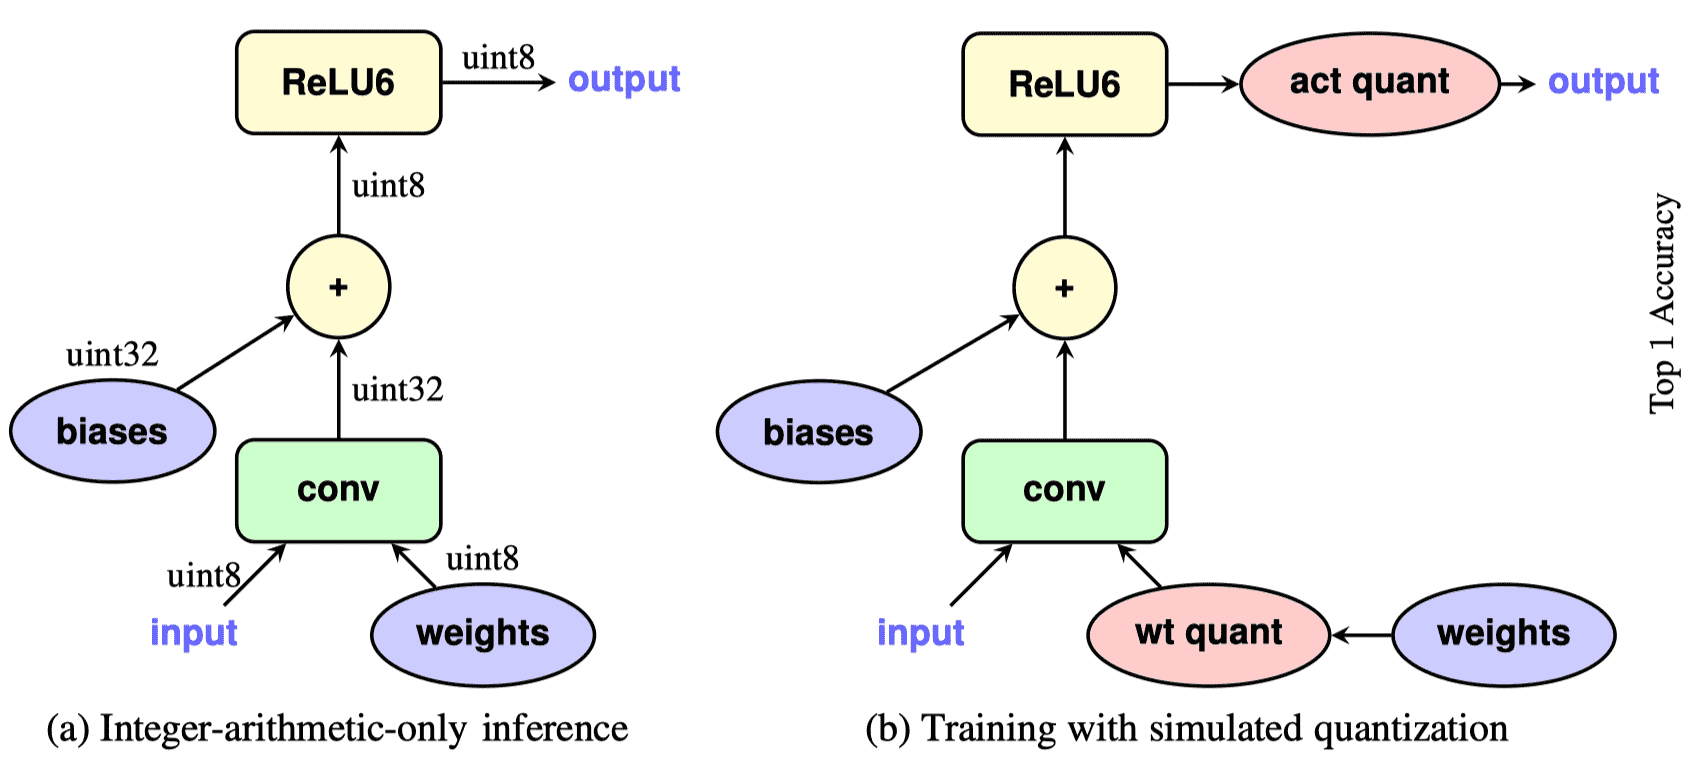 ReLU6
uint8
output
uint8
+
uint32
biases
uint32
conv
uint8
uint8
input
weights
(a) Integer-arithmetic-only inference
ReLU6
act quant
output
+
biases
conv
input
wt quant
weights
(b) Training with simulated quantization
Top 1 Accuracy